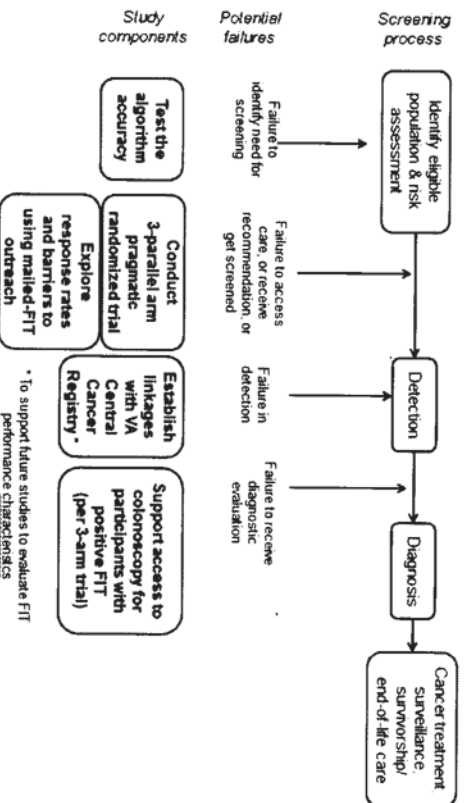 Screening
process
Identify eligible
population & risk
assessment
Detection
Diagnosis
Cancer treatment,
surveillance,
survivorship/
end-of-life care
Potential
failures
Failure to
identify need for
screening
Failure to access
care, or receive
recommendation, or
get screened
Failure in
detection
Failure to receive
diagnostic
evaluation
Study
components
Test the
algorithm
accuracy
Conduct
3-parallel arm
pragmatic
randomized trial
Explore
response rates
and barriers to
using mailed-FIT
outreach
Establish
linkages
with VA
Central
Cancer
Registry *
Support access to
colonoscopy for
participants with
positive FIT
(per 3-arm trial)
* To support future studies to evaluate FIT
performance characteristics